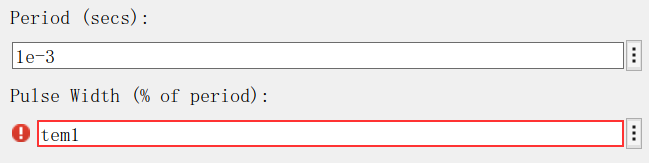 Period (secs):
1e-3
Pulse Width (% of period):
tem1